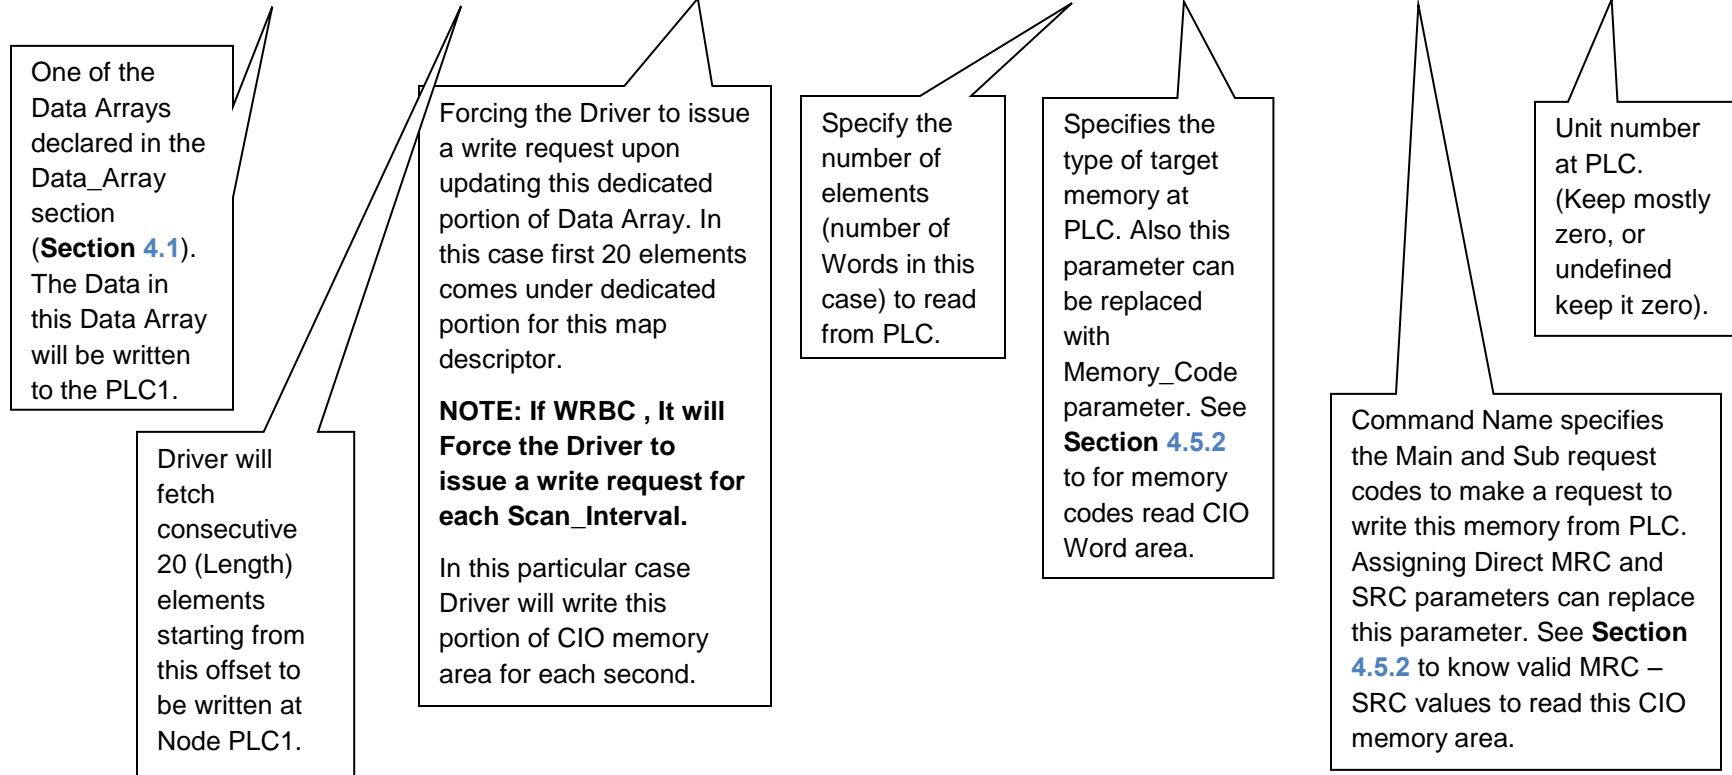 One of the
Data Arrays
declared in the
Data_Array
section
(Section 4.1).
The Data in
this Data Array
will be written
to the PLC1.
Driver will
fetch
consecutive
20 (Length)
elements
starting from
this offset to
be written at
Node PLC1.
Forcing the Driver to issue
a write request upon
updating this dedicated
portion of Data Array. In
this case first 20 elements
comes under dedicated
portion for this map
descriptor.
NOTE: If WRBC , It will
Force the Driver to
issue a write request for
each Scan_Interval.
In this particular case
Driver will write this
portion of CIO memory
area for each second.
Specify the
number of
elements
(number of
Words in this
case) to read
from PLC.
Specifies the
type of target
memory at
PLC. Also this
parameter can
be replaced
with
Memory_Code
parameter. See
Section 4.5.2
to for memory
codes read CIO
Word area.
Command Name specifies
the Main and Sub request
codes to make a request to
write this memory from PLC.
Assigning Direct MRC and
SRC parameters can replace
this parameter. See Section
4.5.2 to know valid MRC –
SRC values to read this CIO
memory area.
Unit number
at PLC.
(Keep mostly
zero, or
undefined
keep it zero).